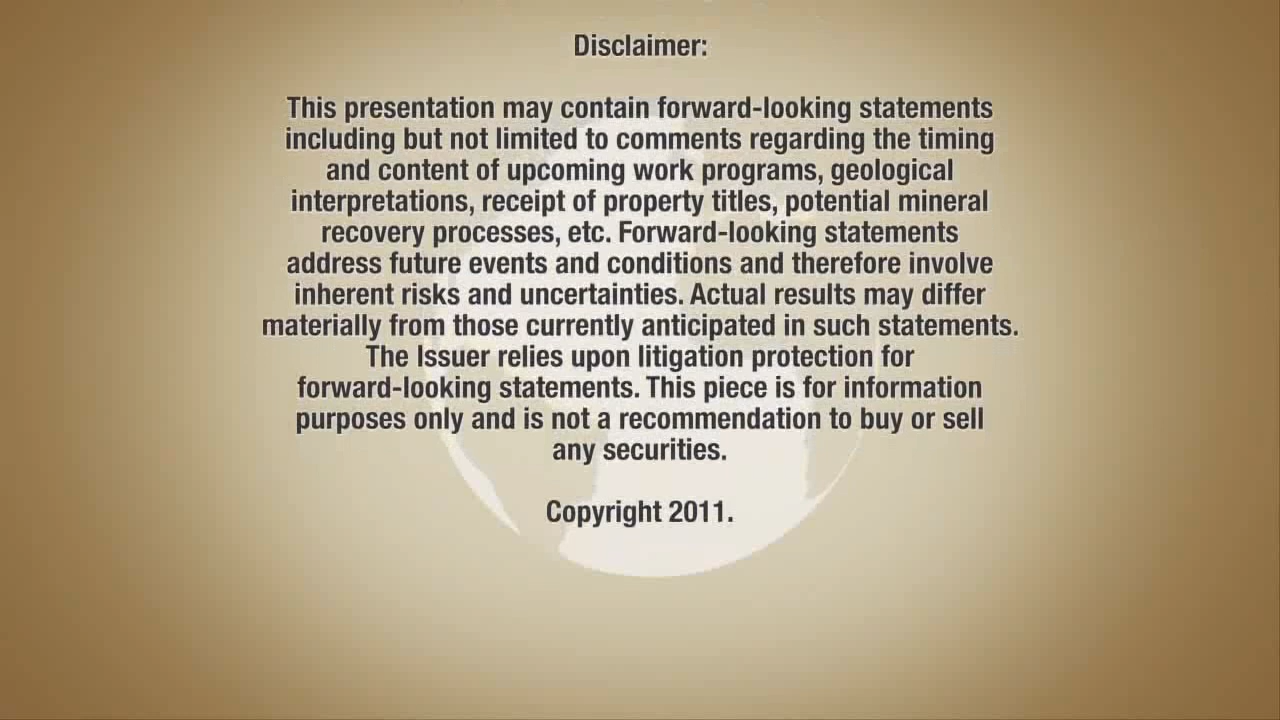 Disclaimer:
This presentation may contain forward-looking statements
including but not limited to comments regarding the timing
and content of upcoming work programs, geological
interpretations, receipt of property titles, potential mineral
recovery processes, etc. Forward-looking statements
address future events and conditions and therefore involve
inherent risks and uncertainties. Actual results may differ
materially from those currently anticipated in such statements.
The Issuer relies upon litigation protection for
forward-looking statements. This piece is for information
purposes only and is not a recommendation to buy or sell
any securities.
Copyright 2011.